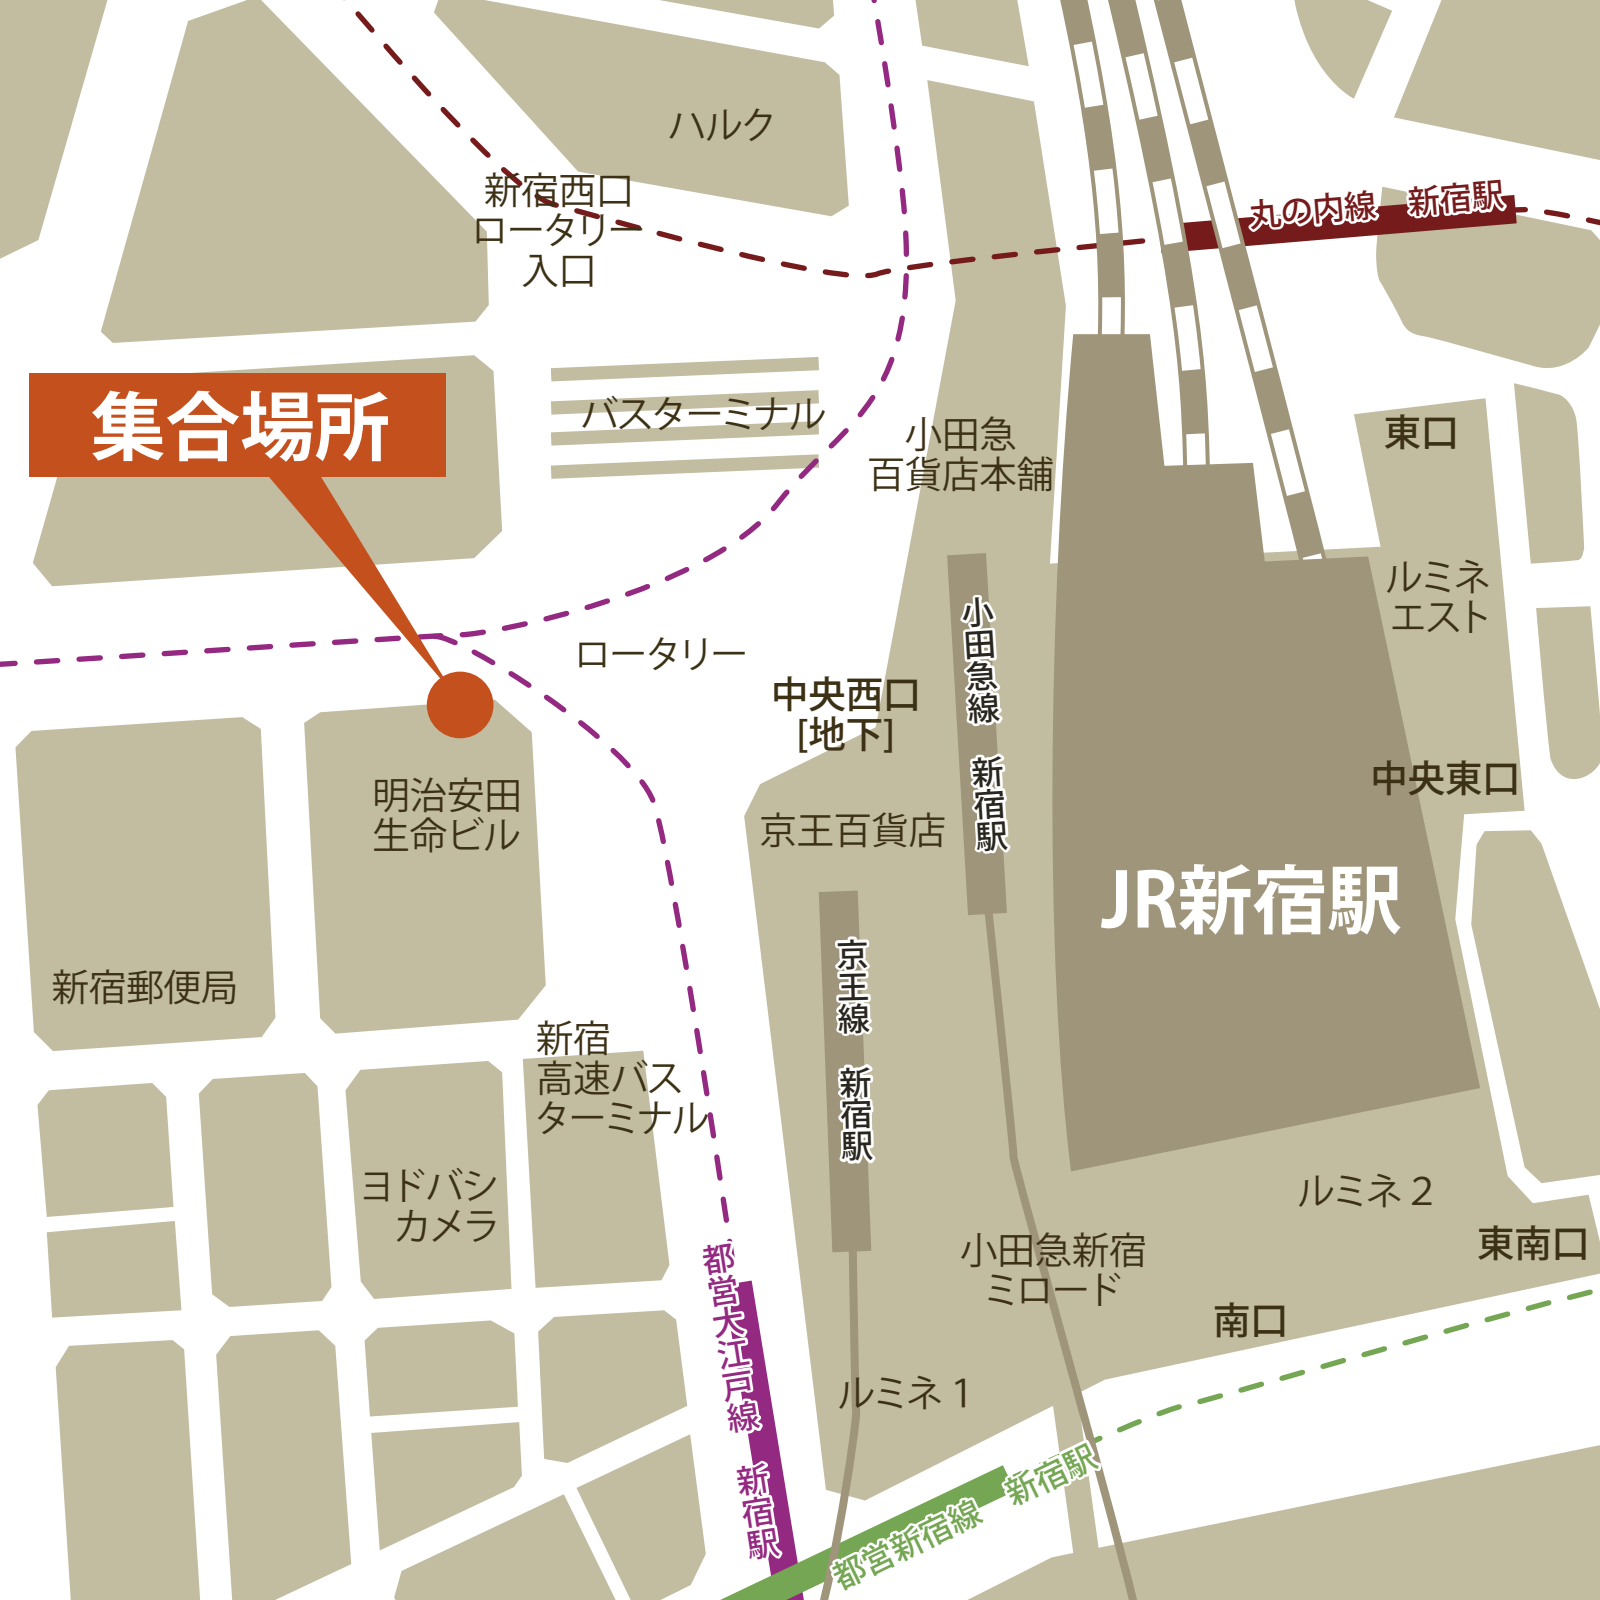 ハルク
新宿西口
ロータリー
入口
丸の内線　新宿駅
集合場所
バスターミナル
小田急
百貨店本舗
東口
ルミネ
エスト
ロータリー
小田急線　新宿駅
中央西口
[地下]
中央東口
明治安田
生命ビル
京王百貨店
JR新宿駅
京王線　新宿駅
新宿郵便局
新宿
高速バス
ターミナル
ヨドバシ
カメラ
ルミネ２
小田急新宿
ミロード
東南口
南口
都営大江戸線　新宿駅
ルミネ１
都営新宿線　新宿駅